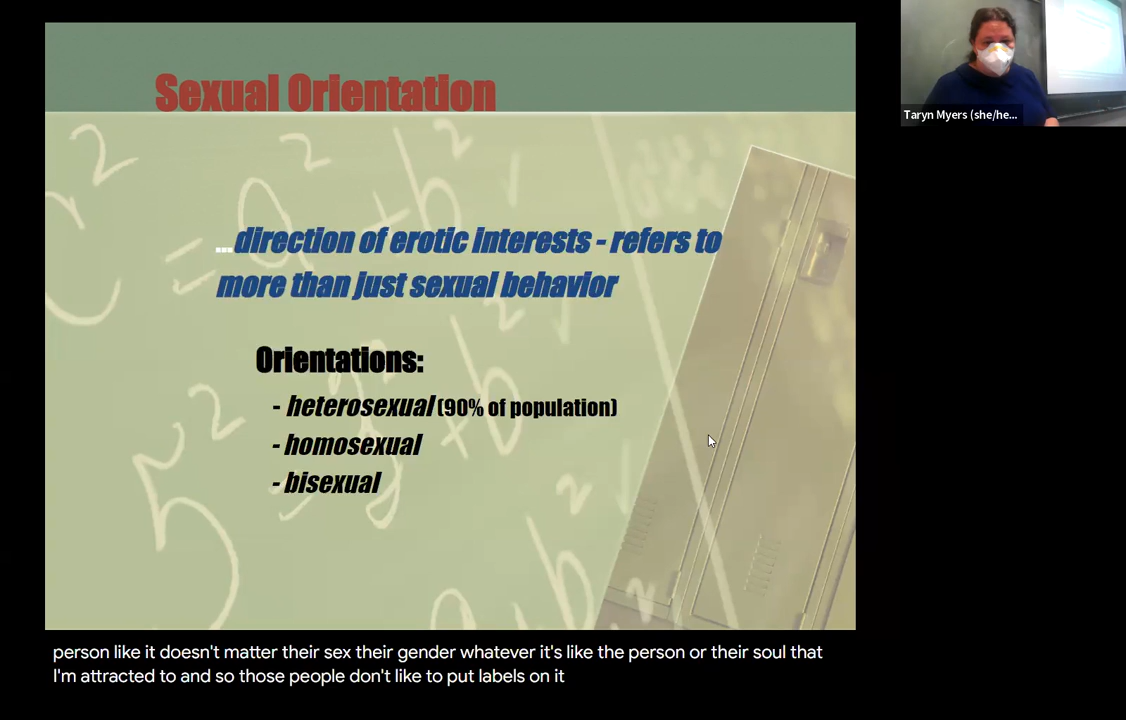 Sexual Orientation
Taryn Myers (she/he...
...direction of erotic interests - refers to
more than just sexual behavior
Orientations:
- heterosexual (90% of population)
- homosexual
- bisexual
person like it doesn't matter their sex their gender whatever it's like the person or their soul that
I'm attracted to and so those people don't like to put labels on it